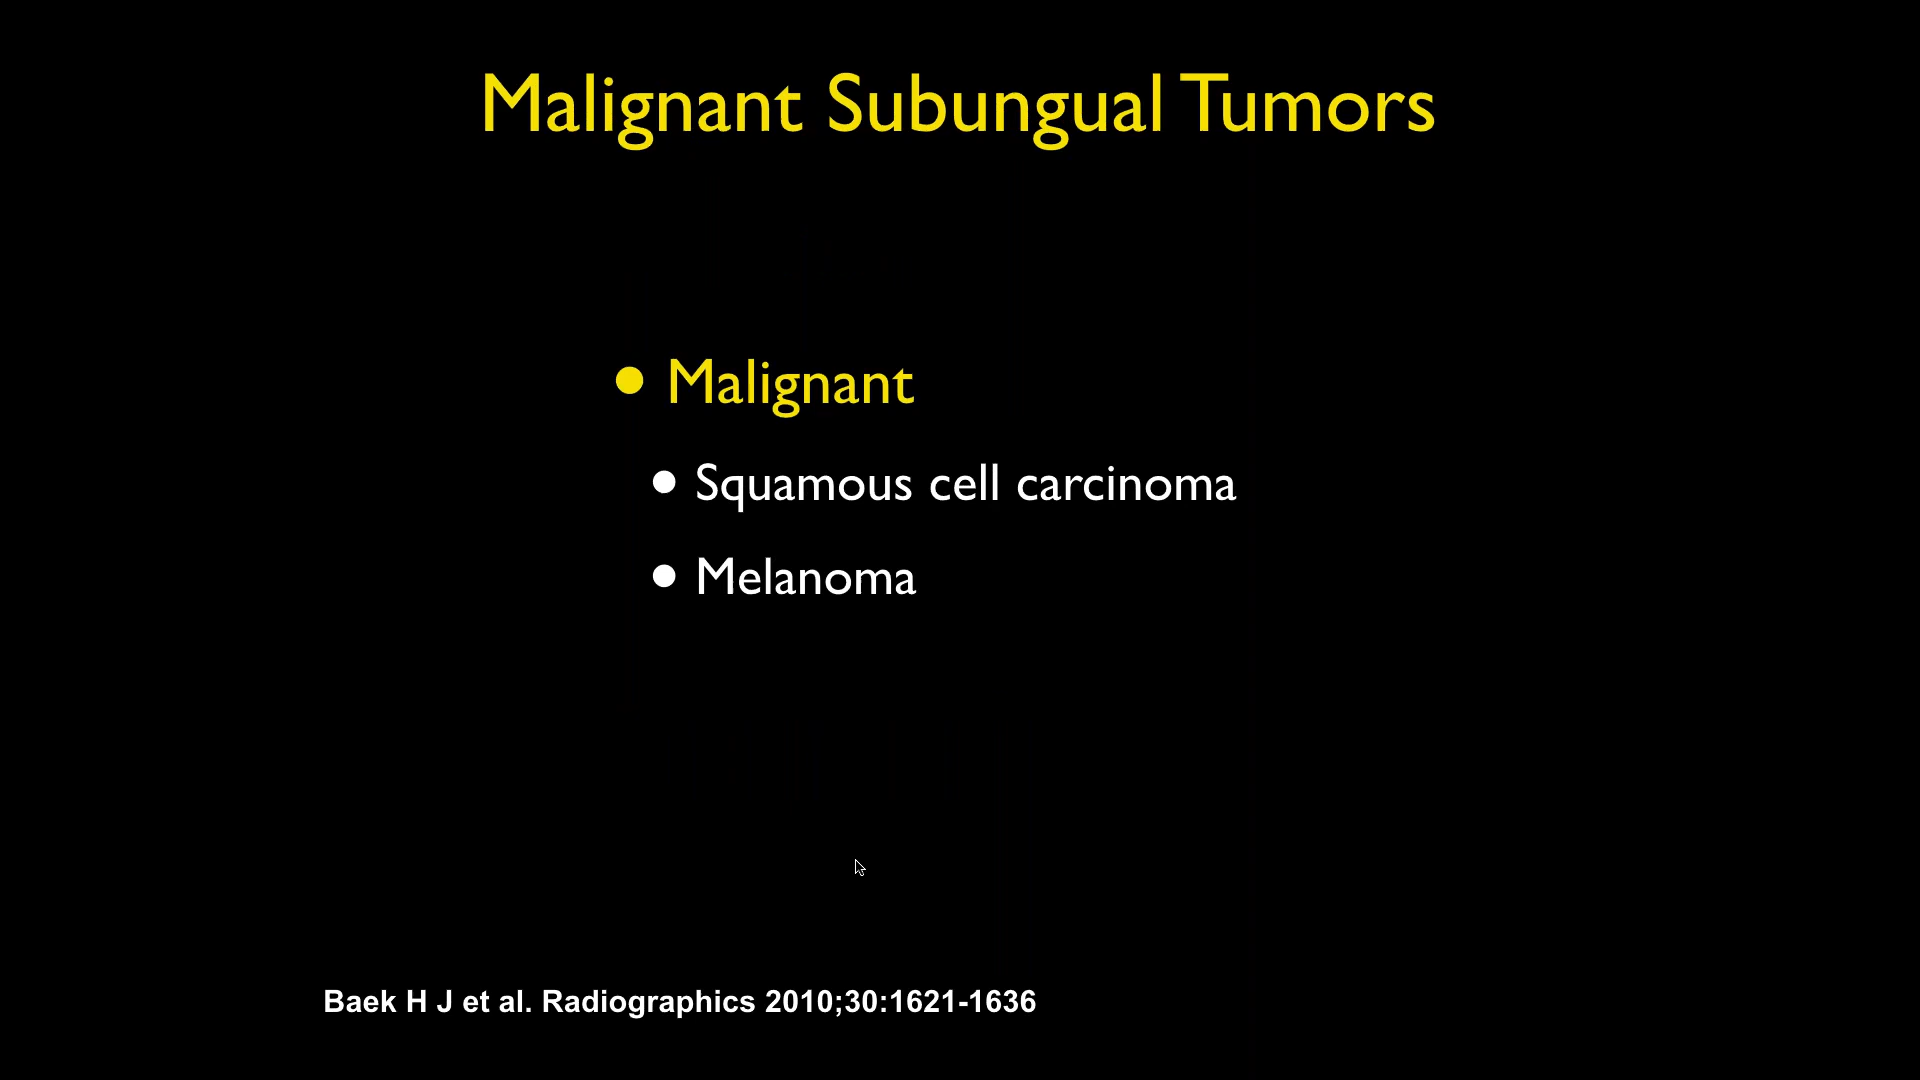 Malignant Subungual Tumors
• Malignant
• Squamous cell carcinoma
• Melanoma
Baek H J et al. Radiographics 2010;30:1621-1636